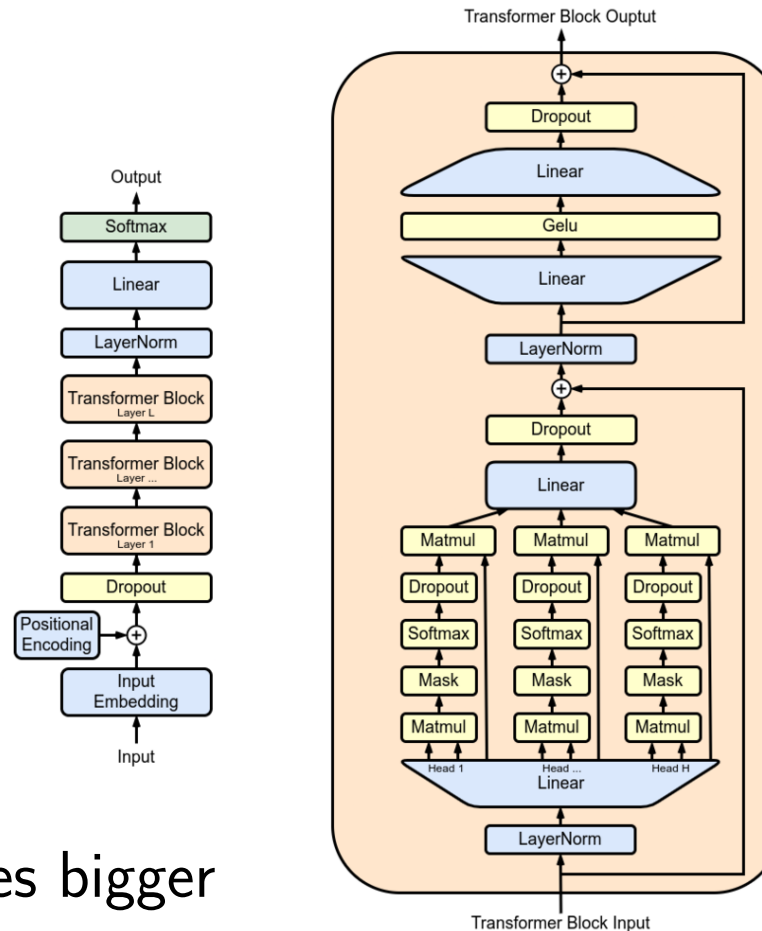 Output
Softmax
Linear
LayerNorm
Transformer Block
Layer L
Transformer Block
Layer ...
Transformer Block
Layer 1
Dropout
Positional
Encoding
+
Input
Embedding
Input
es bigger
Transformer Block Ouptut
+
Dropout
Linear
Gelu
Linear
LayerNorm
+
Dropout
Linear
Matmul Matmul Matmul
Dropout Dropout Dropout
Softmax Softmax Softmax
Mask Mask Mask
Matmul Matmul Matmul
Head 1 Head ... Head H
Linear
LayerNorm
Transformer Block Input